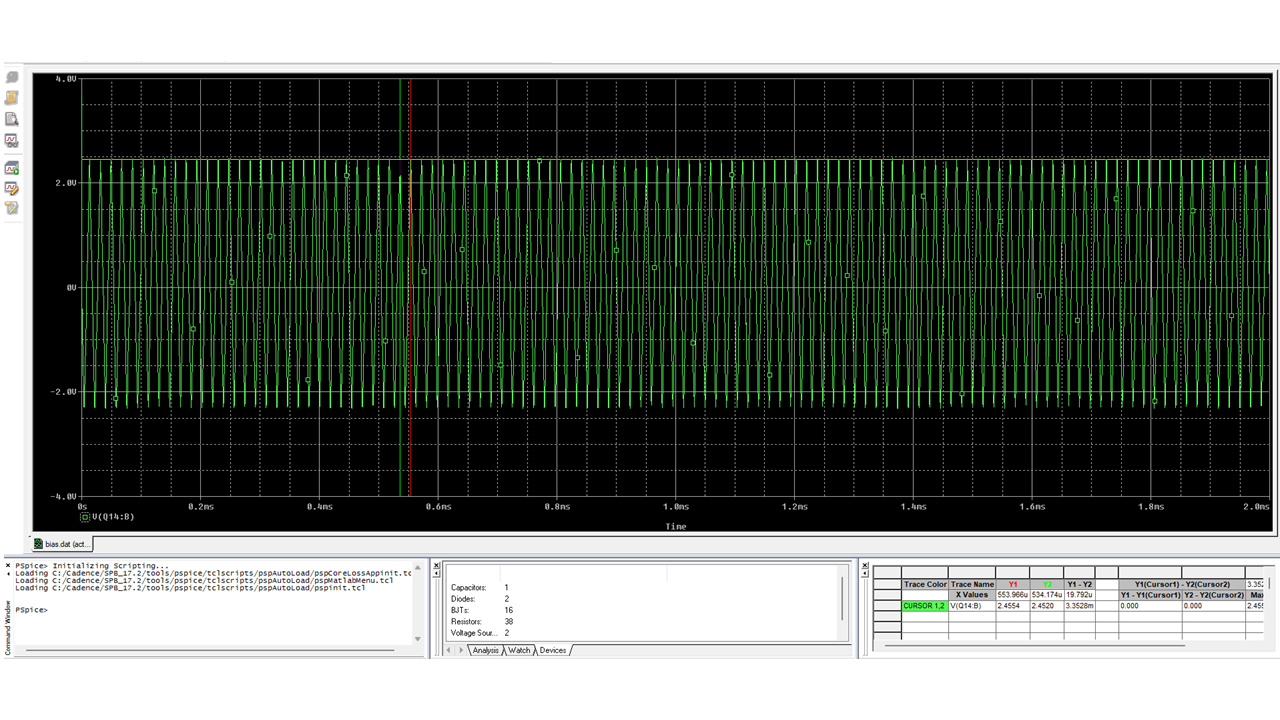 4.0V
2.0V
0V
-2.0V
-4.0V
0s 0.2ms 0.4ms 0.6ms 0.8ms 1.0ms 1.2ms 1.4ms 1.6ms 1.8ms 2.0ms
V(Q14:B)
Time
bias.dat (act...
Command Window
PSpice> Initializing Scripting...
Loading C:/Cadence/SPB_17.2/tools/pspice/tclscripts/pspAutoLoad/pspCoreLossAppinit.tc
Loading C:/Cadence/SPB_17.2/tools/pspice/tclscripts/pspAutoLoad/pspMatlabMenu.tcl
Loading C:/Cadence/SPB_17.2/tools/pspice/tclscripts/pspAutoLoad/pspinit.tcl
PSpice>
Capacitors: 1
Diodes: 2
BJTs: 16
Resistors: 38
Voltage Sour... 2
Analysis Watch Devices
Trace Color Trace Name Y1 Y2 Y1 - Y2 Y1(Cursor1) - Y2(Cursor2) 3.352
X Values 553.966u 534.174u 19.792u Y1 - Y1(Cursor1) Y2 - Y2(Cursor2) Max
CURSOR 1,2 V(Q14:B) 2.4554 2.4520 3.3528m 0.000 0.000 2.455